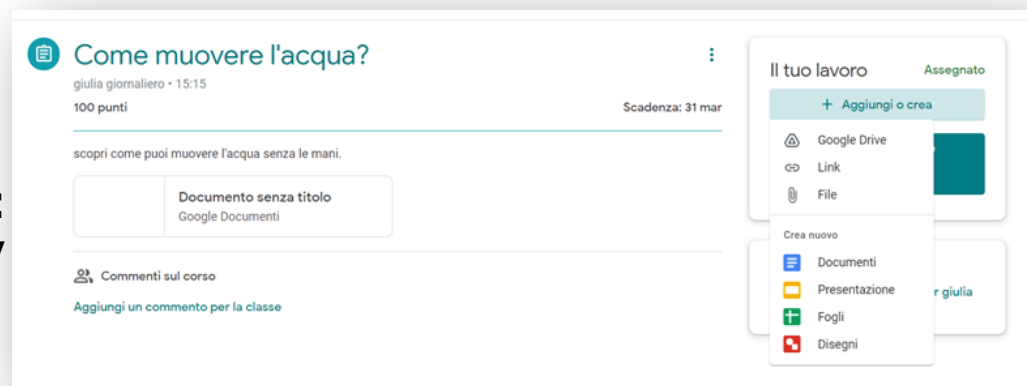 Come muovere l'acqua?
giulia giornaliero • 15:15
100 punti
Scadenza: 31 mar
scopri come puoi muovere l'acqua senza le mani.
Documento senza titolo
Google Documenti
Commenti sul corso
Aggiungi un commento per la classe
Il tuo lavoro
Assegnato
+ Aggiungi o crea
Google Drive
Link
File
Crea nuovo
Documenti
Presentazione
Fogli
Disegni
giulia